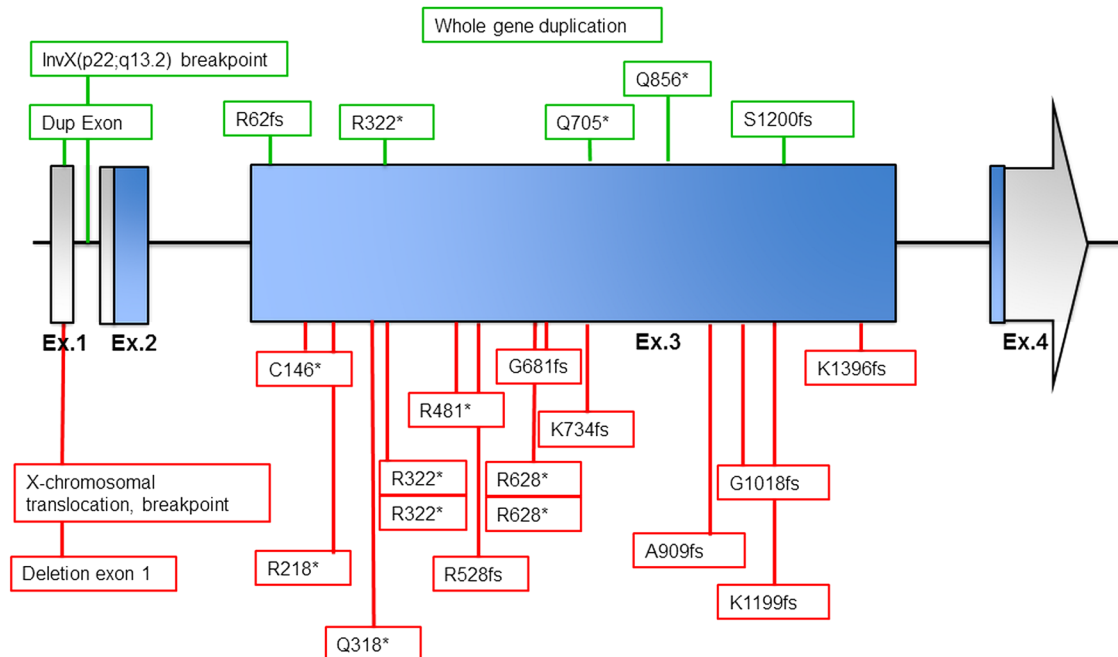 Whole gene duplication
InvX(p22;q13.2) breakpoint
Q856*
Dup Exon
R62fs
R322*
Q705*
S1200fs
Ex.1
Ex.2
Ex.3
Ex.4
C146*
G681fs
K1396fs
R481*
K734fs
X-chromosomal
translocation, breakpoint
R322*
R628*
G1018fs
R322*
R628*
A909fs
Deletion exon 1
R218*
R528fs
K1199fs
Q318*